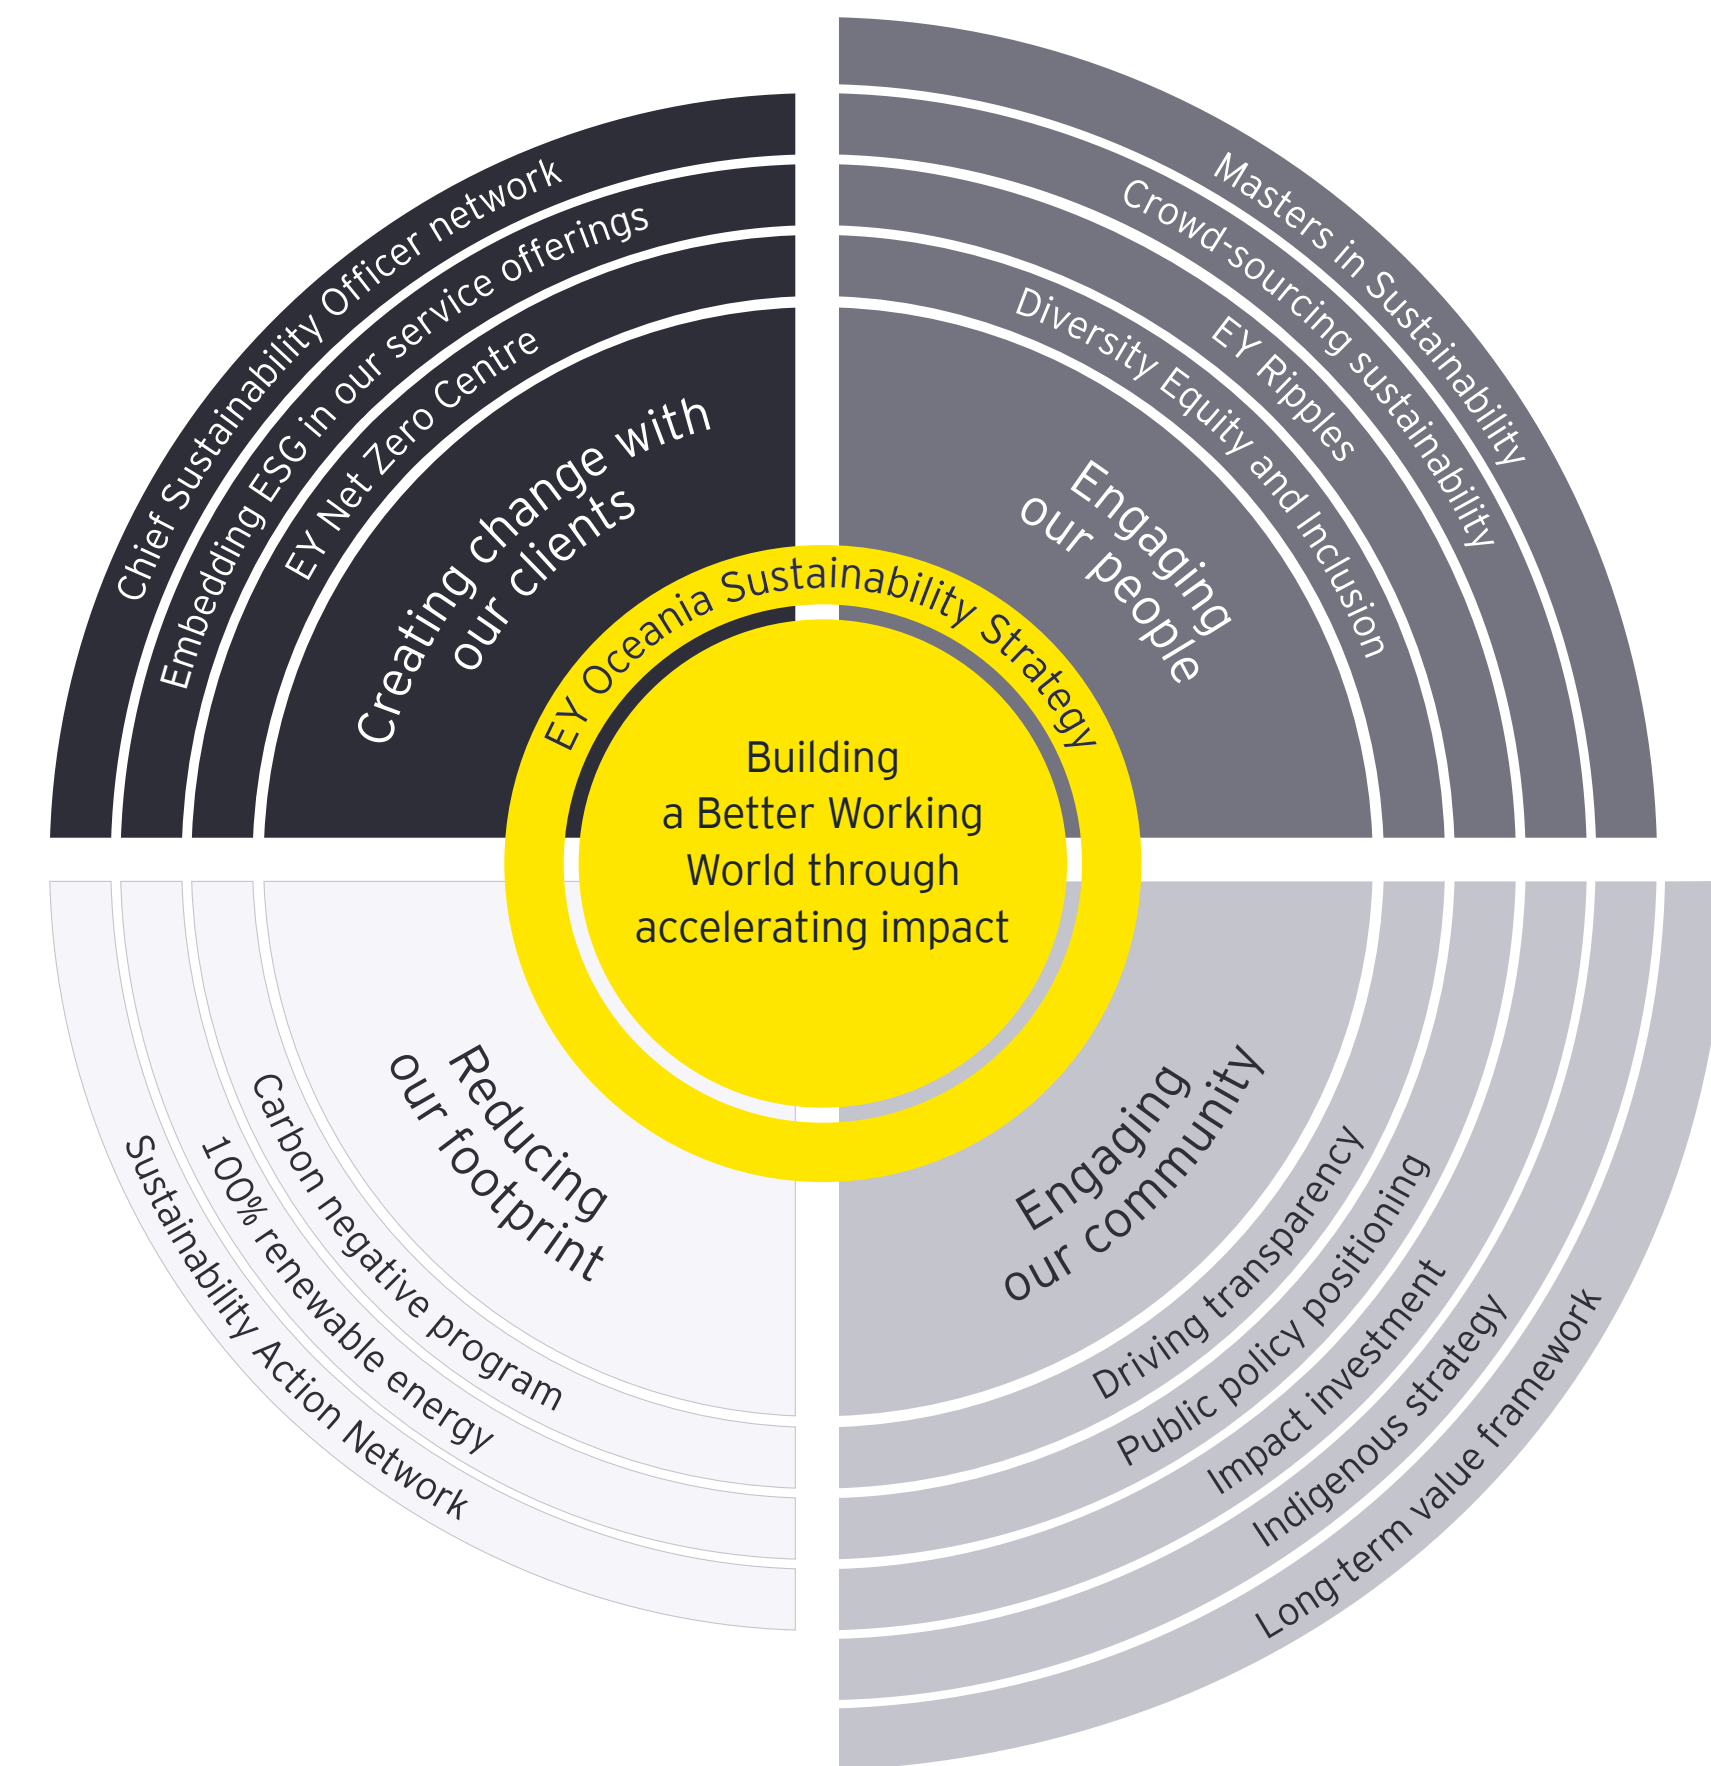 Chief Sustainability Officer network
Embedding ESG in our service offerings
EY Net Zero Centre
Creating change with
our clients
Masters in Sustainability
Crowd-sourcing sustainability
EY Ripples
Diversity Equity and Inclusion
Engaging
our people
EY Oceania Sustainability Strategy
Building
a Better Working
World through
accelerating impact
Reducing
our footprint
Carbon negative program
100% renewable energy
Sustainability Action Network
Engaging
our community
Driving transparency
Public policy positioning
Impact investment
Indigenous strategy
Long-term value framework